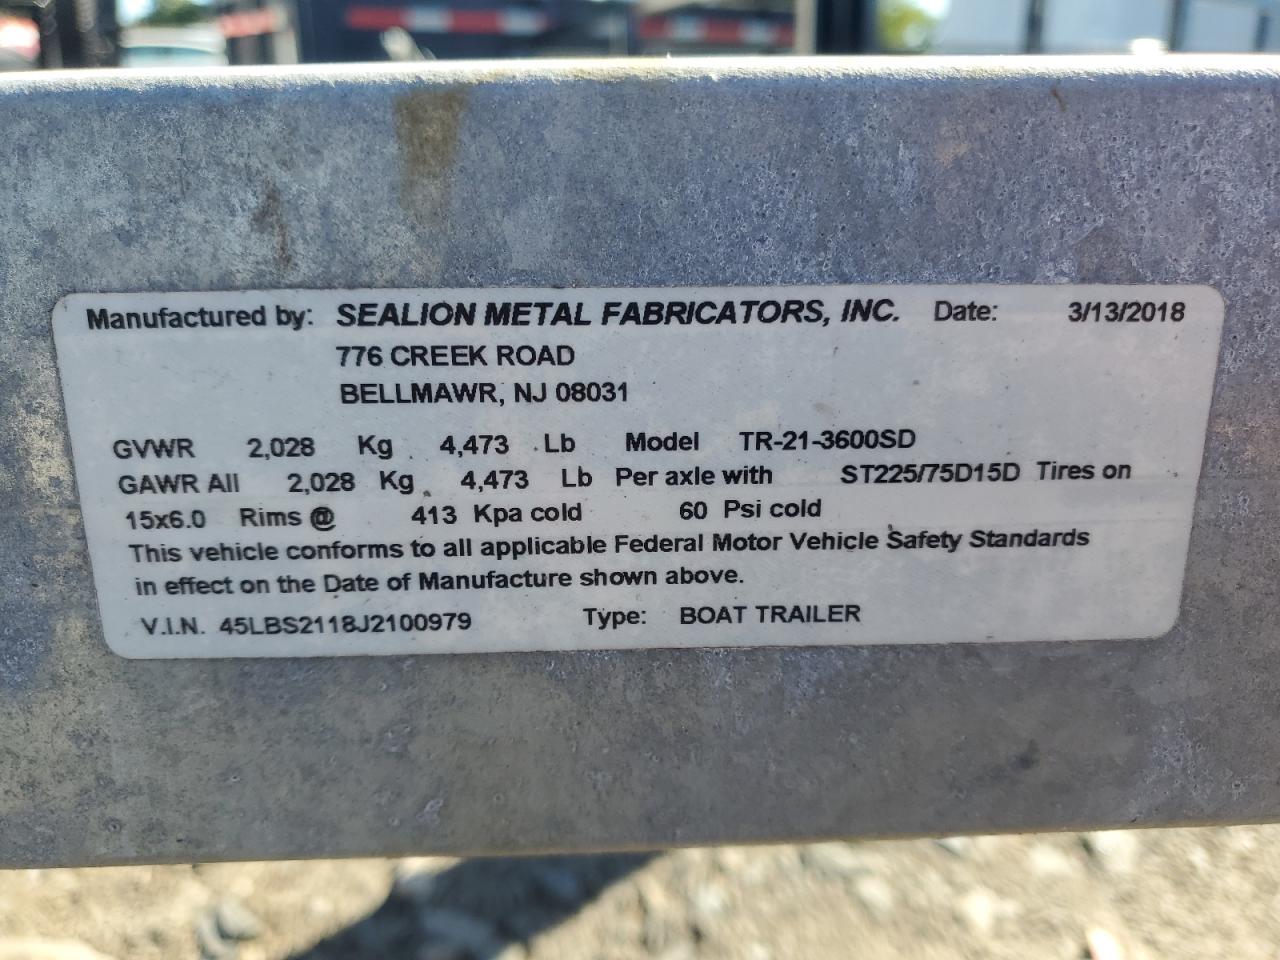 Manufactured by: SEALION METAL FABRICATORS, INC. Date: 3/13/2018
776 CREEK ROAD
BELLMAWR, NJ 08031
GVWR 2,028 Kg 4,473 Lb Model TR-21-3600SD
GAWR All 2,028 Kg 4,473 Lb Per axle with ST225/75D15D Tires on
15x6.0 Rims @ 413 Kpa cold 60 Psi cold
This vehicle conforms to all applicable Federal Motor Vehicle Safety Standards
in effect on the Date of Manufacture shown above.
V.I.N. 45LBS2118J2100979 Type: BOAT TRAILER